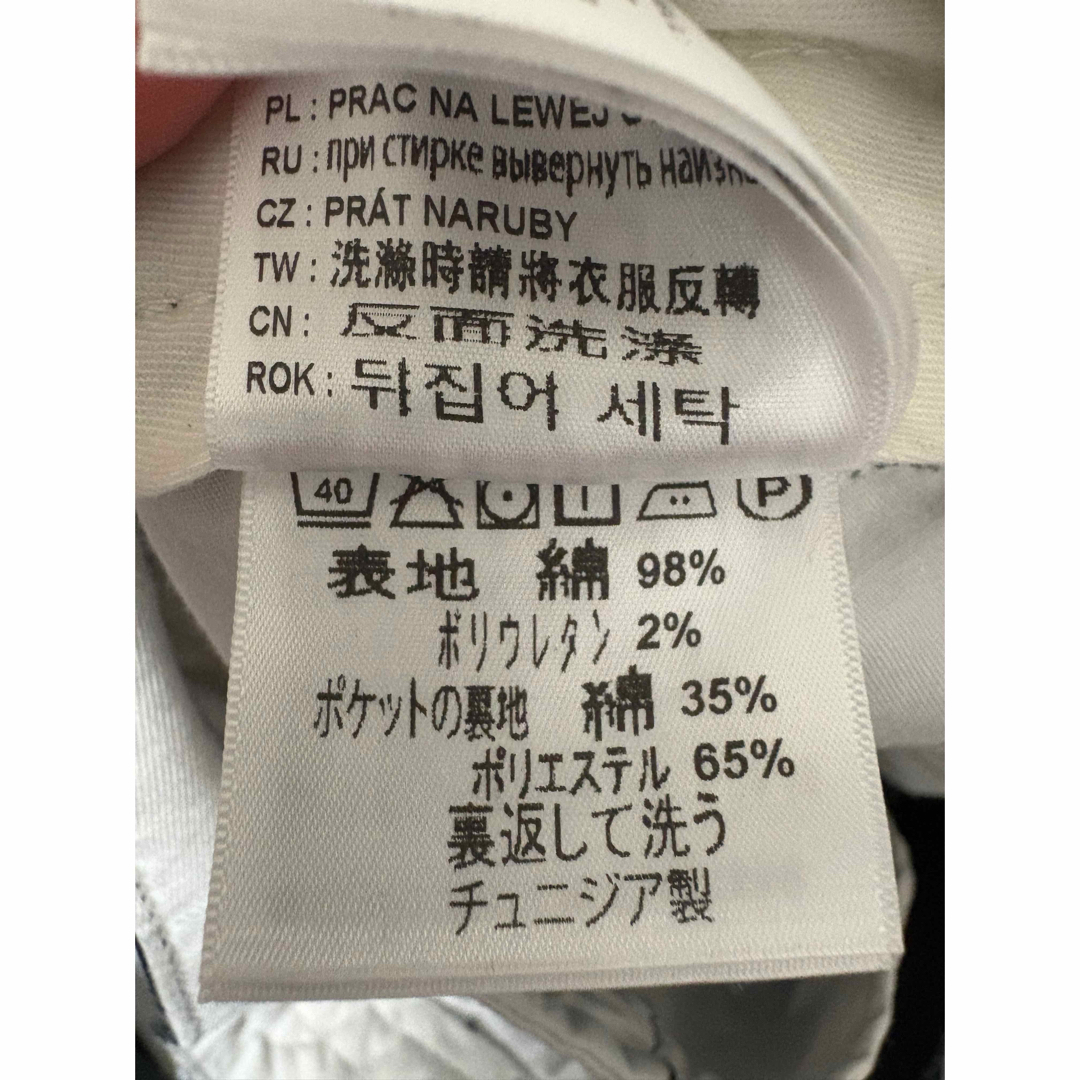 PL : PRAC NA LEWEJ
RU : при стирке вывернуть
CZ : PRÁT NARUBY
TW : 洗滌時請將衣服反轉
CN : 反面洗涤
ROK : 뒤집어 세탁
40 P
表地 綿 98%
ポリウレタン 2%
ポケットの裏地 綿 35%
ポリエステル 65%
裏返して洗う
チュニジア製